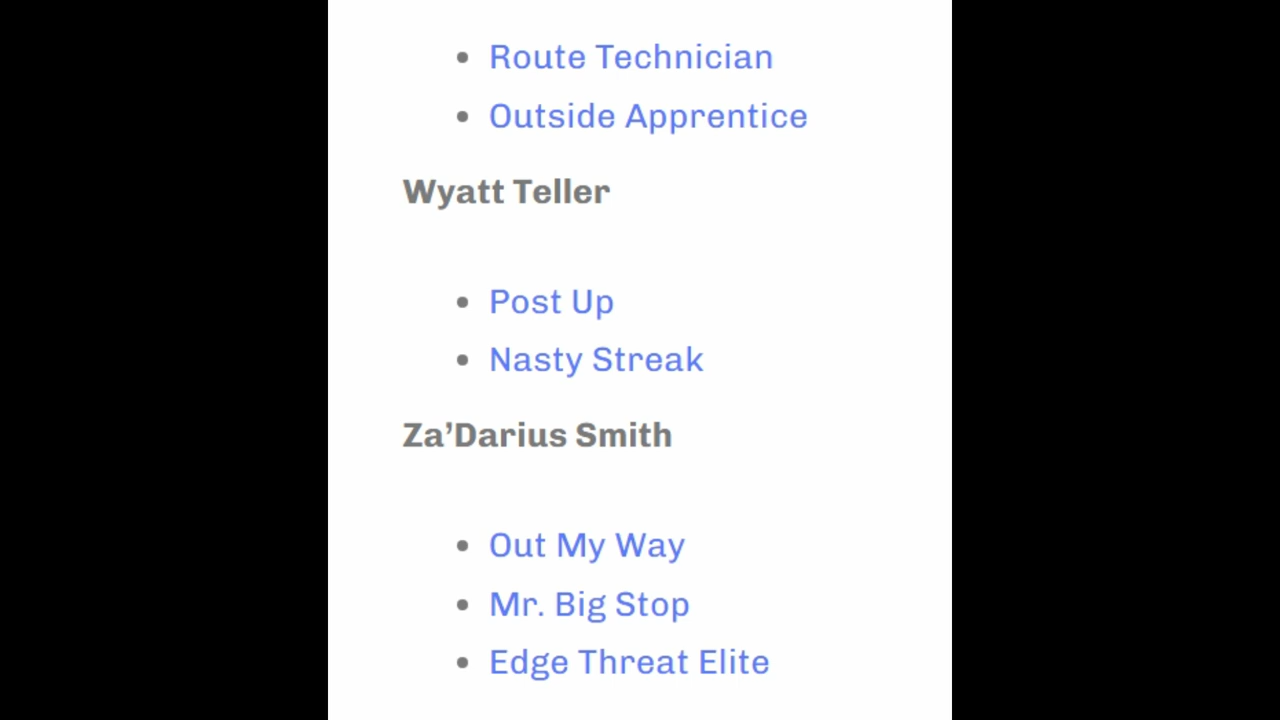 Route Technician
Outside Apprentice
Wyatt Teller
Post Up
Nasty Streak
Za’Darius Smith
Out My Way
Mr. Big Stop
Edge Threat Elite